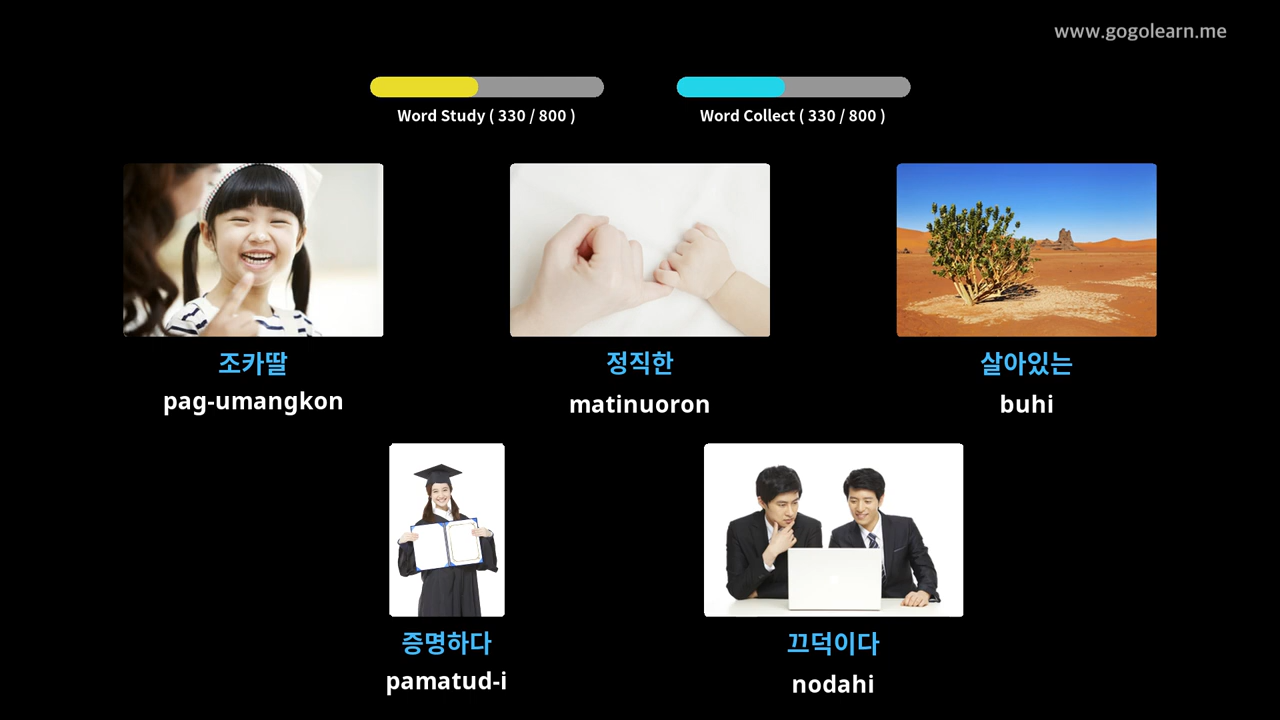 www.gogolearn.me
Word Study ( 330 / 800 )
Word Collect ( 330 / 800 )
조카딸
pag-umangkon
정직한
matinuoron
살아있는
buhi
증명하다
pamatud-i
끄덕이다
nodahi